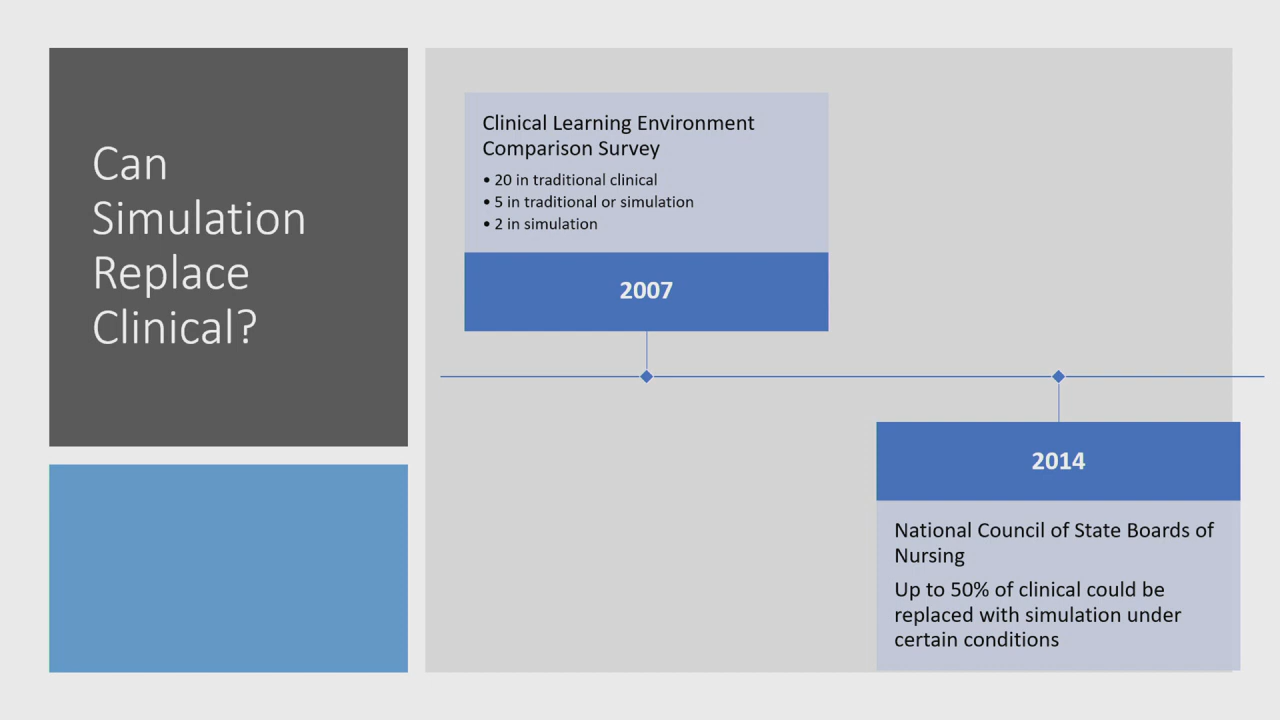 Can
Simulation
Replace
Clinical?
Clinical Learning Environment
Comparison Survey
• 20 in traditional clinical
• 5 in traditional or simulation
• 2 in simulation
2007
2014
National Council of State Boards of
Nursing
Up to 50% of clinical could be
replaced with simulation under
certain conditions